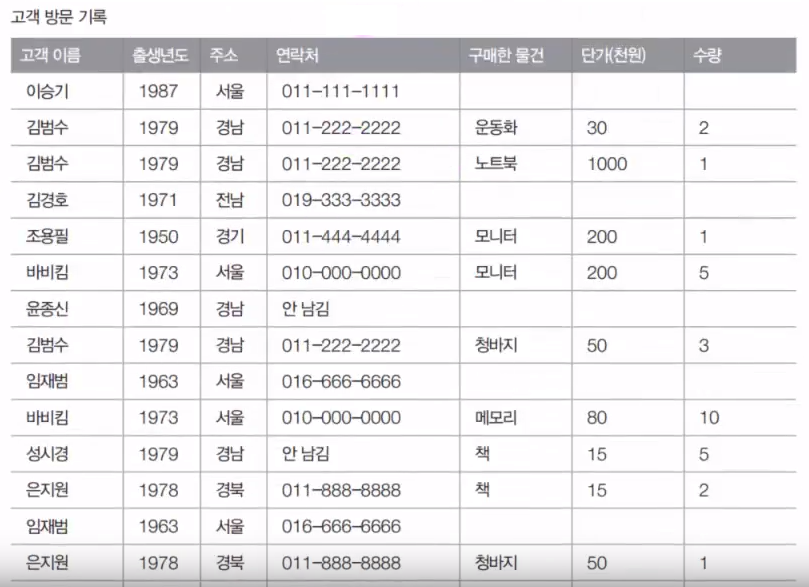 고객 방문 기록
고객 이름 출생년도 주소 연락처 구매한 물건 단가(천원) 수량
이승기 1987 서울 011-111-1111
김범수 1979 경남 011-222-2222 운동화 30 2
김범수 1979 경남 011-222-2222 노트북 1000 1
김경호 1971 전남 019-333-3333
조용필 1950 경기 011-444-4444 모니터 200 1
바비킴 1973 서울 010-000-0000 모니터 200 5
윤종신 1969 경남 안 남김
김범수 1979 경남 011-222-2222 청바지 50 3
임재범 1963 서울 016-666-6666
바비킴 1973 서울 010-000-0000 메모리 80 10
성시경 1979 경남 안 남김 책 15 5
은지원 1978 경북 011-888-8888 책 15 2
임재범 1963 서울 016-666-6666
은지원 1978 경북 011-888-8888 청바지 50 1